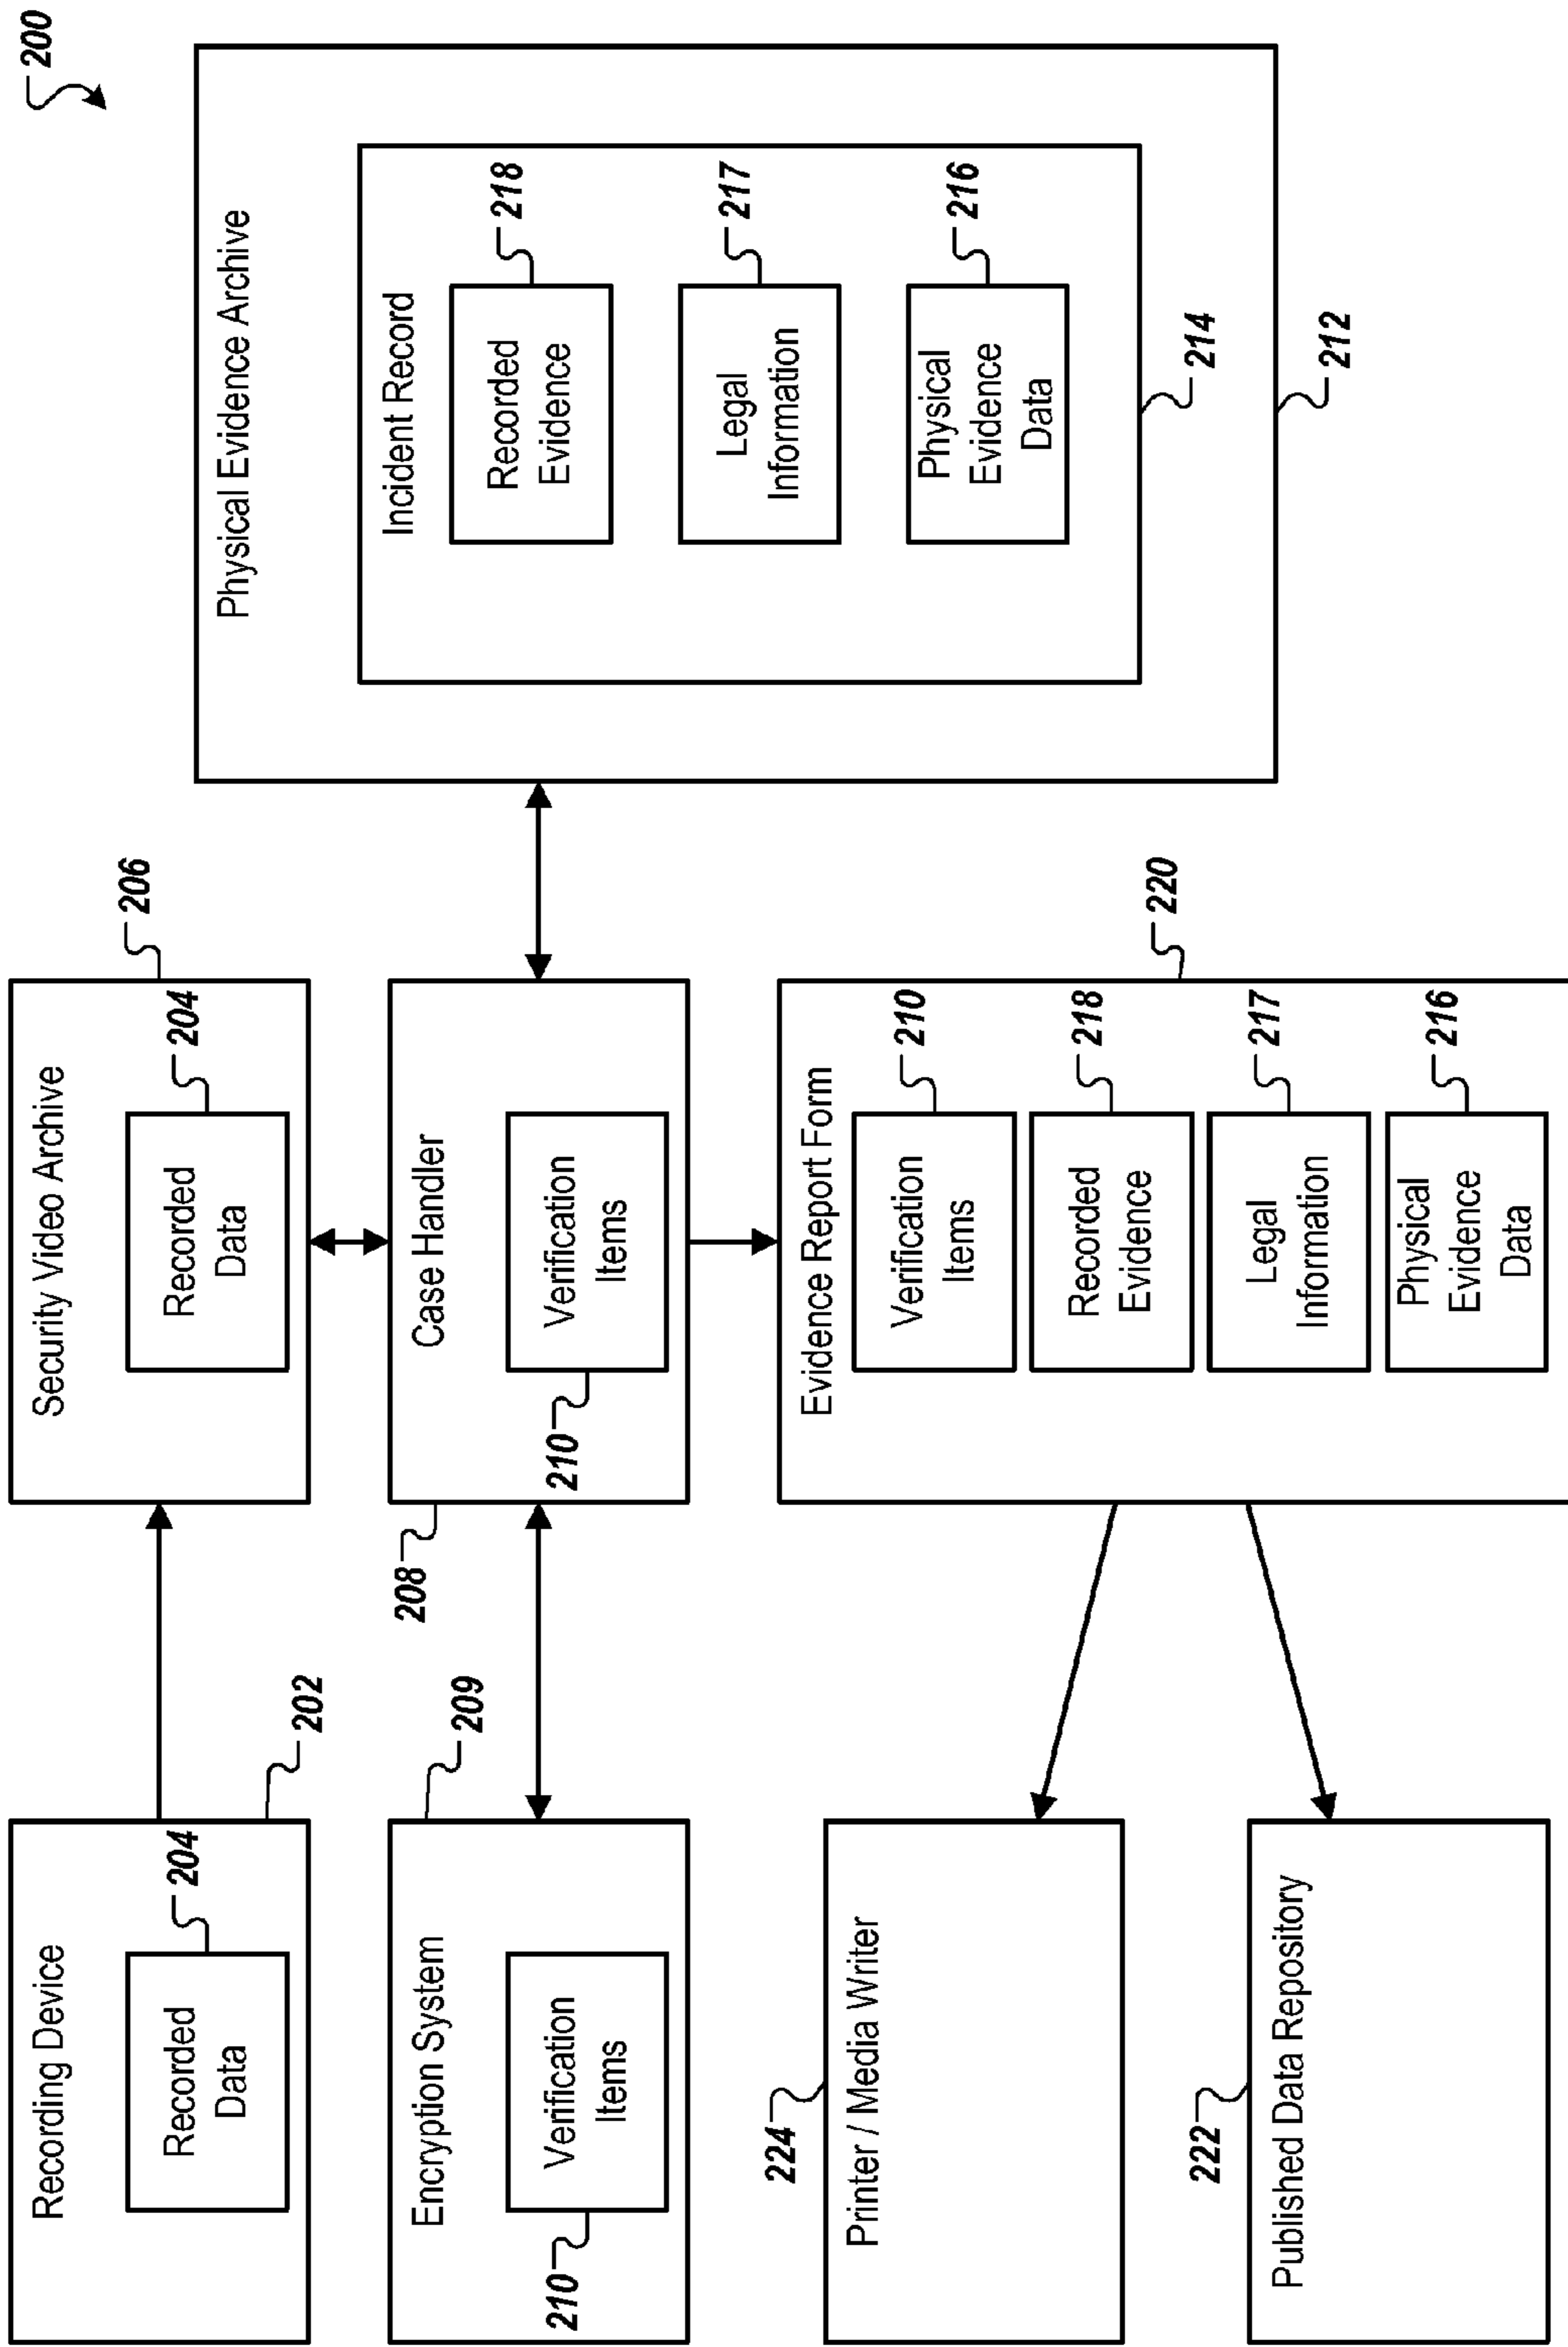 200
Recording Device
Recorded
Data
204
202
Security Video Archive
Recorded
Data
204
206
Encryption System
Verification
Items
210
209
Case Handler
Verification
Items
210
208
Physical Evidence Archive
Incident Record
Recorded
Evidence
218
Legal
Information
217
Physical
Evidence
Data
216
214
212
Printer / Media Writer
224
Published Data Repository
222
Evidence Report Form
Verification
Items
210
Recorded
Evidence
218
Legal
Information
217
Physical
Evidence
Data
216
220